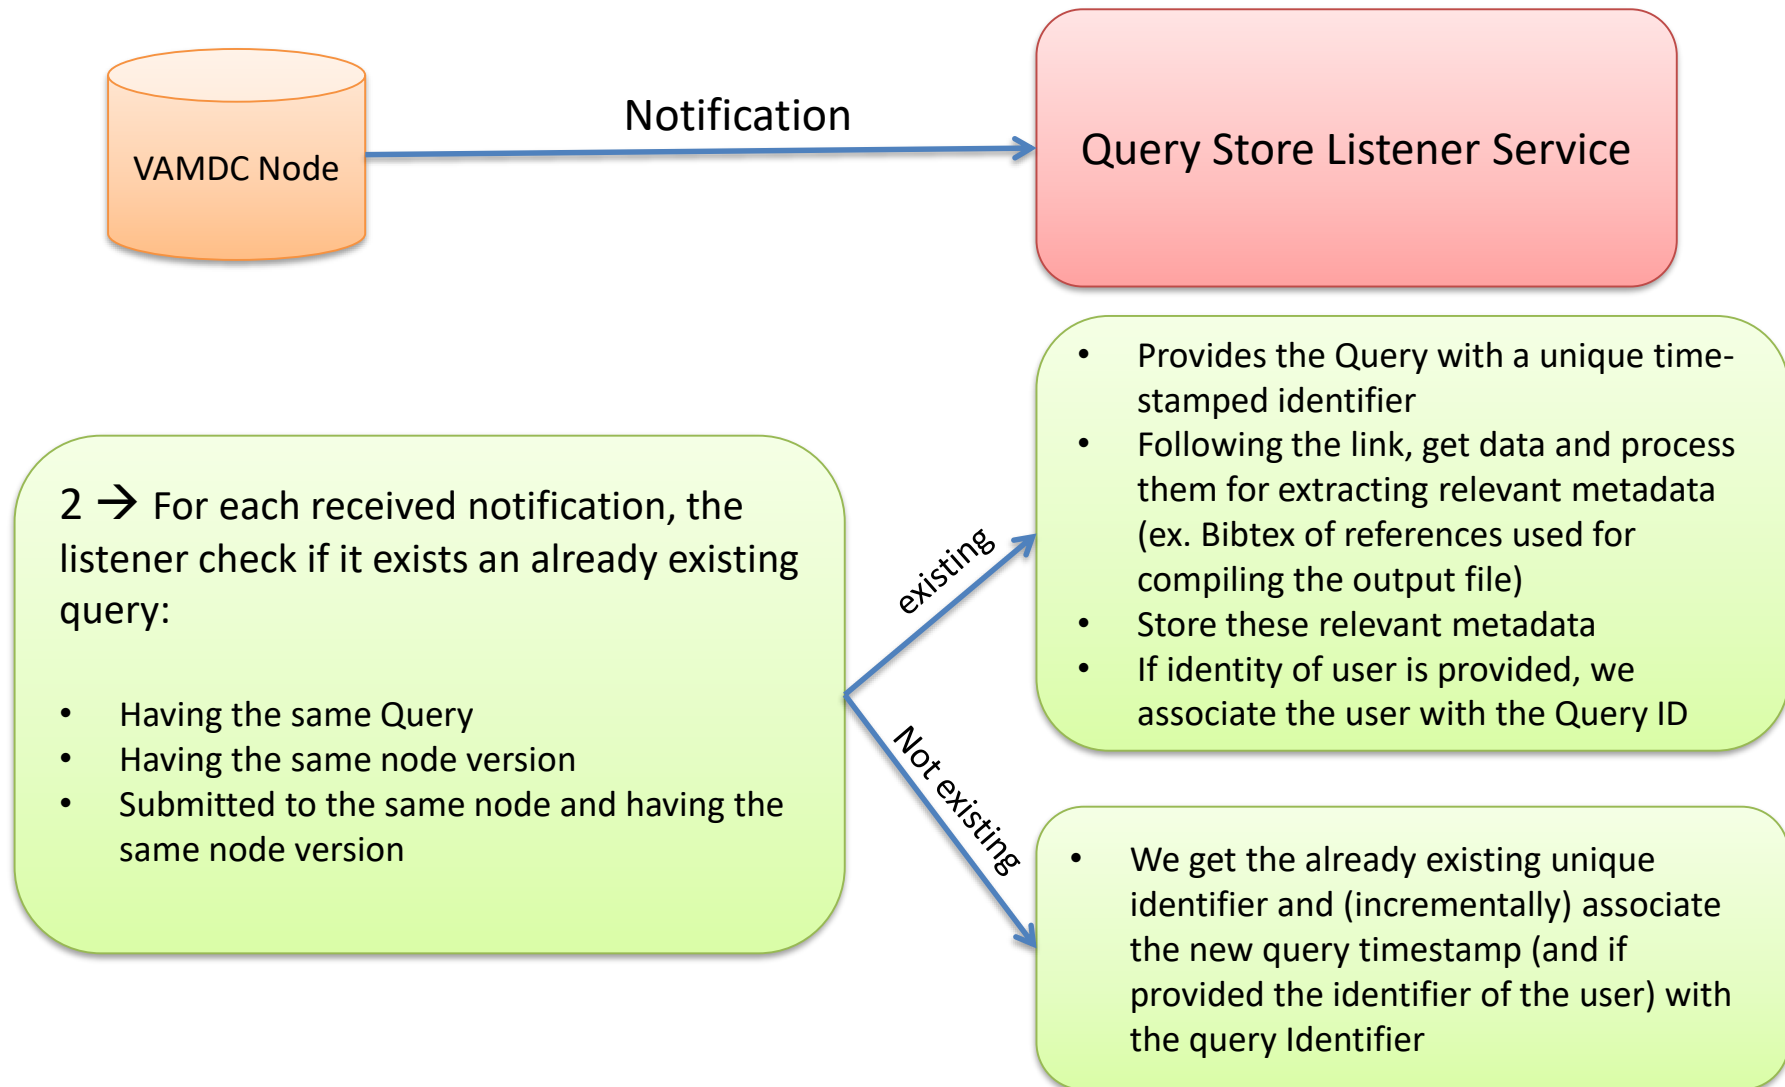 VAMDC Node
Notification
Query Store Listener Service
2 → For each received notification, the
listener check if it exists an already existing
query:
• Having the same Query
• Having the same node version
• Submitted to the same node and having the
same node version
existing
• Provides the Query with a unique time-
stamped identifier
• Following the link, get data and process
them for extracting relevant metadata
(ex. Bibtex of references used for
compiling the output file)
• Store these relevant metadata
• If identity of user is provided, we
associate the user with the Query ID
Not existing
• We get the already existing unique
identifier and (incrementally) associate
the new query timestamp (and if
provided the identifier of the user) with
the query Identifier